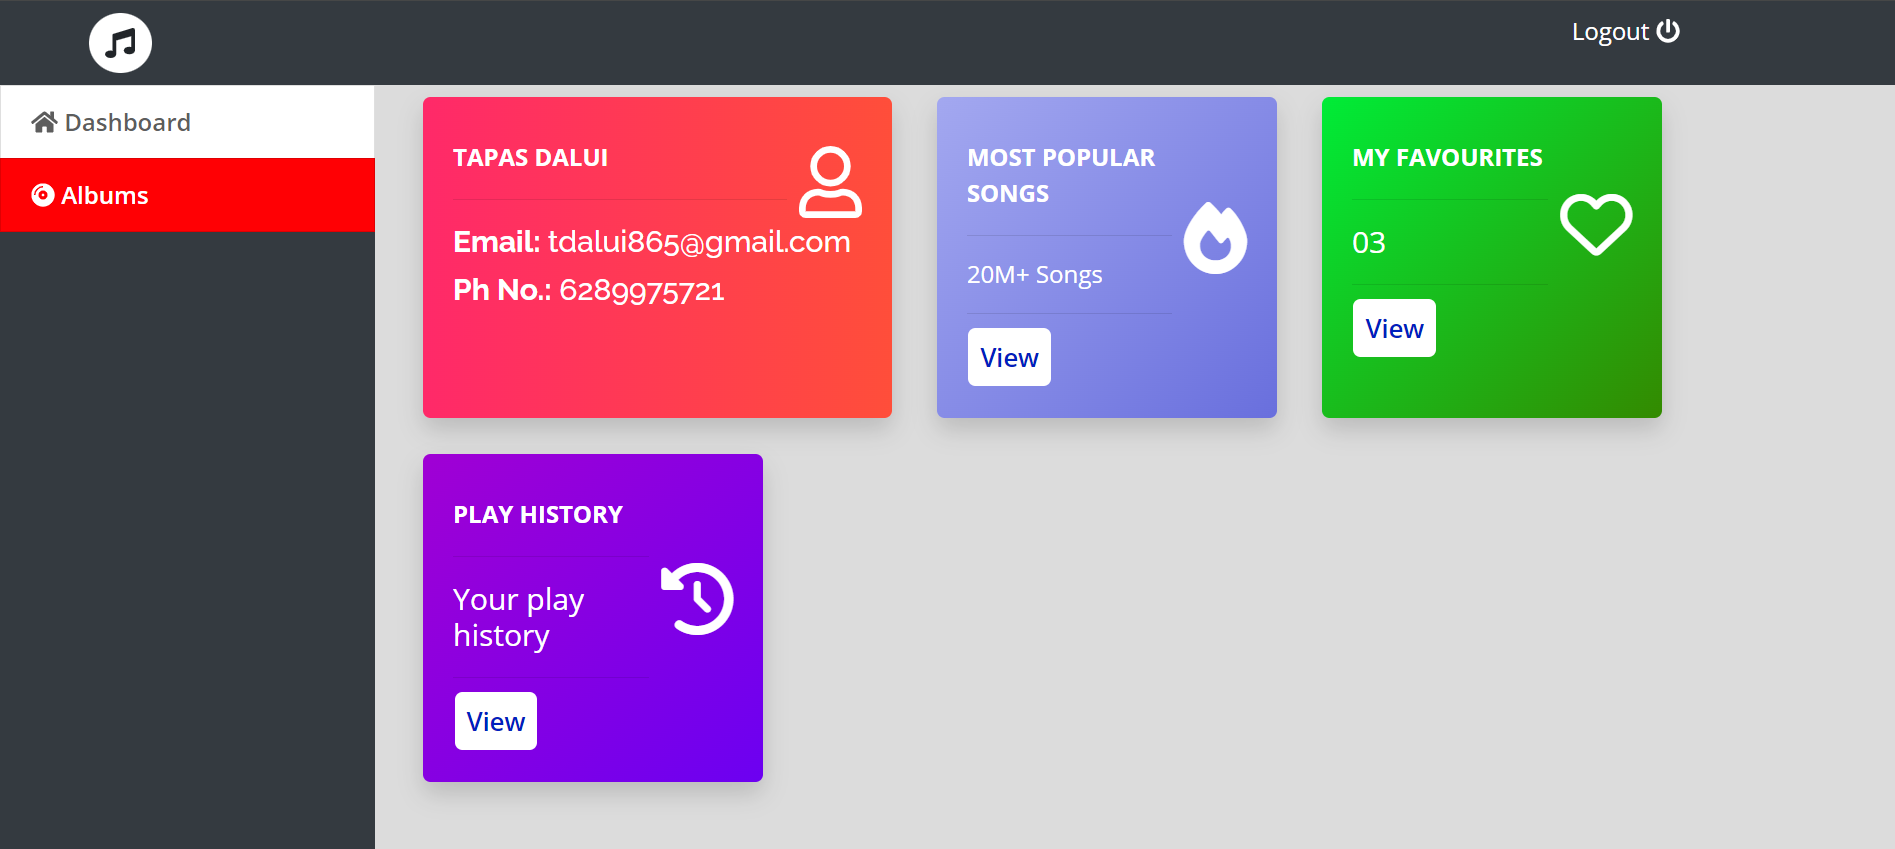 Logout
Dashboard
Albums
TAPAS DALUI
Email: tdalui865@gmail.com
Ph No.: 6289975721
MOST POPULAR
SONGS
20M+ Songs
View
MY FAVOURITES
03
View
PLAY HISTORY
Your play
history
View